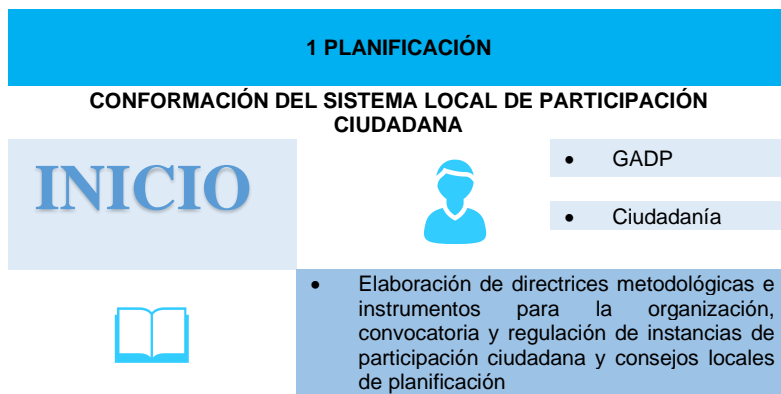 1 PLANIFICACIÓN
CONFORMACIÓN DEL SISTEMA LOCAL DE PARTICIPACIÓN
CIUDADANA
INICIO
• GADP
• Ciudadanía
• Elaboración de directrices metodológicas e
instrumentos para la organización,
convocatoria y regulación de instancias de
participación ciudadana y consejos locales
de planificación